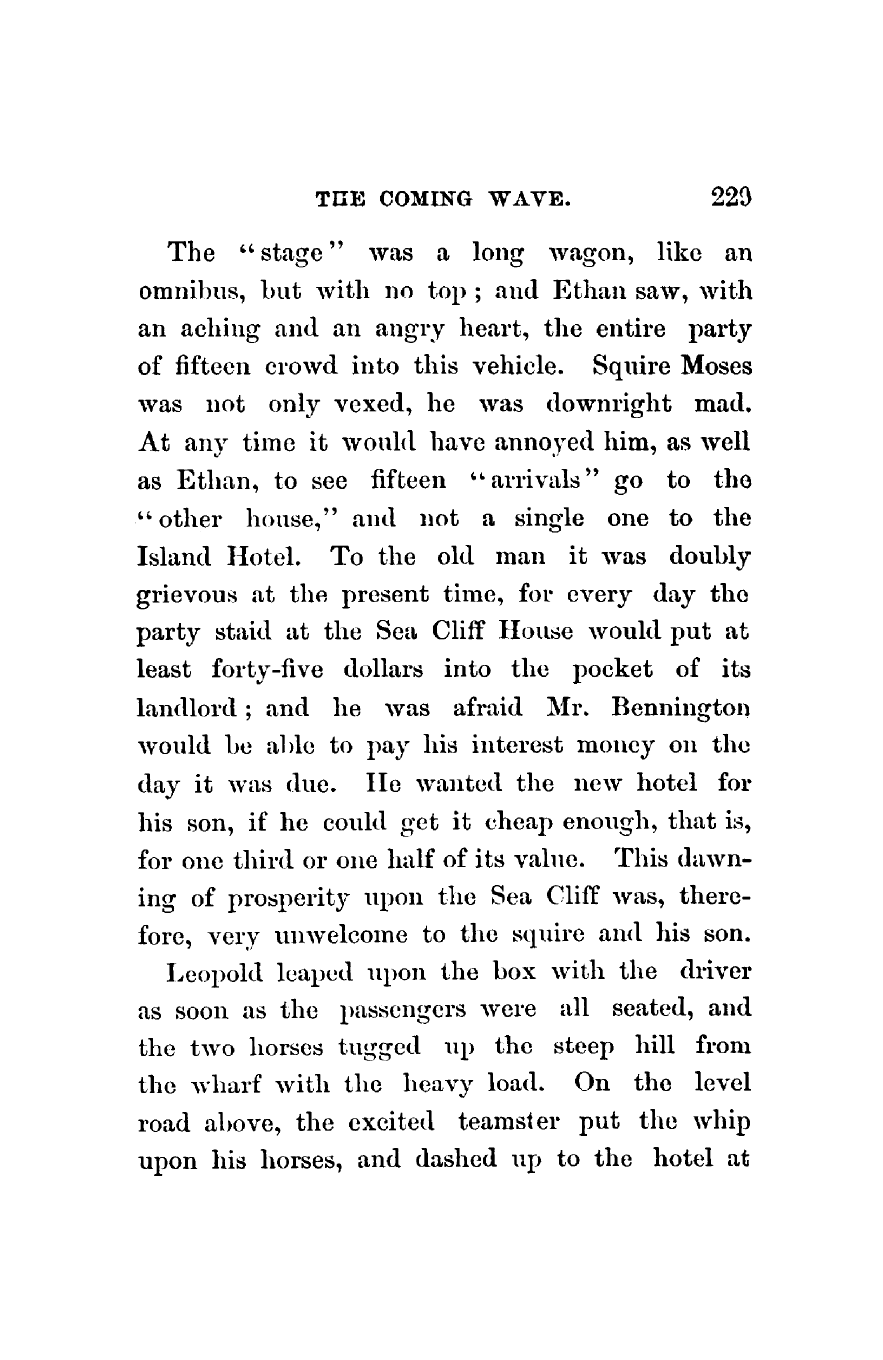 THE COMING WAVE. 229
The "stage" was a long wagon, like an
omnibus, but with no top; and Ethan saw, with
an aching and an angry heart, the entire party
of fifteen crowd into this vehicle. Squire Moses
was not only vexed, he was downright mad.
At any time it would have annoyed him, as well
as Ethan, to see fifteen "arrivals" go to the
"other house," and not a single one to the
Island Hotel. To the old man it was doubly
grievous at the present time, for every day the
party staid at the Sea Cliff House would put at
least forty-five dollars into the pocket of its
landlord; and he was afraid Mr. Bennington
would be able to pay his interest money on the
day it was due. He wanted the new hotel for
his son, if he could get it cheap enough, that is,
for one third or one half of its value. This dawn-
ing of prosperity upon the Sea Cliff was, there-
fore, very unwelcome to the squire and his son.
Leopold leaped upon the box with the driver
as soon as the passengers were all seated, and
the two horses tugged up the steep hill from
the wharf with the heavy load. On the level
road above, the excited teamster put the whip
upon his horses, and dashed up to the hotel at